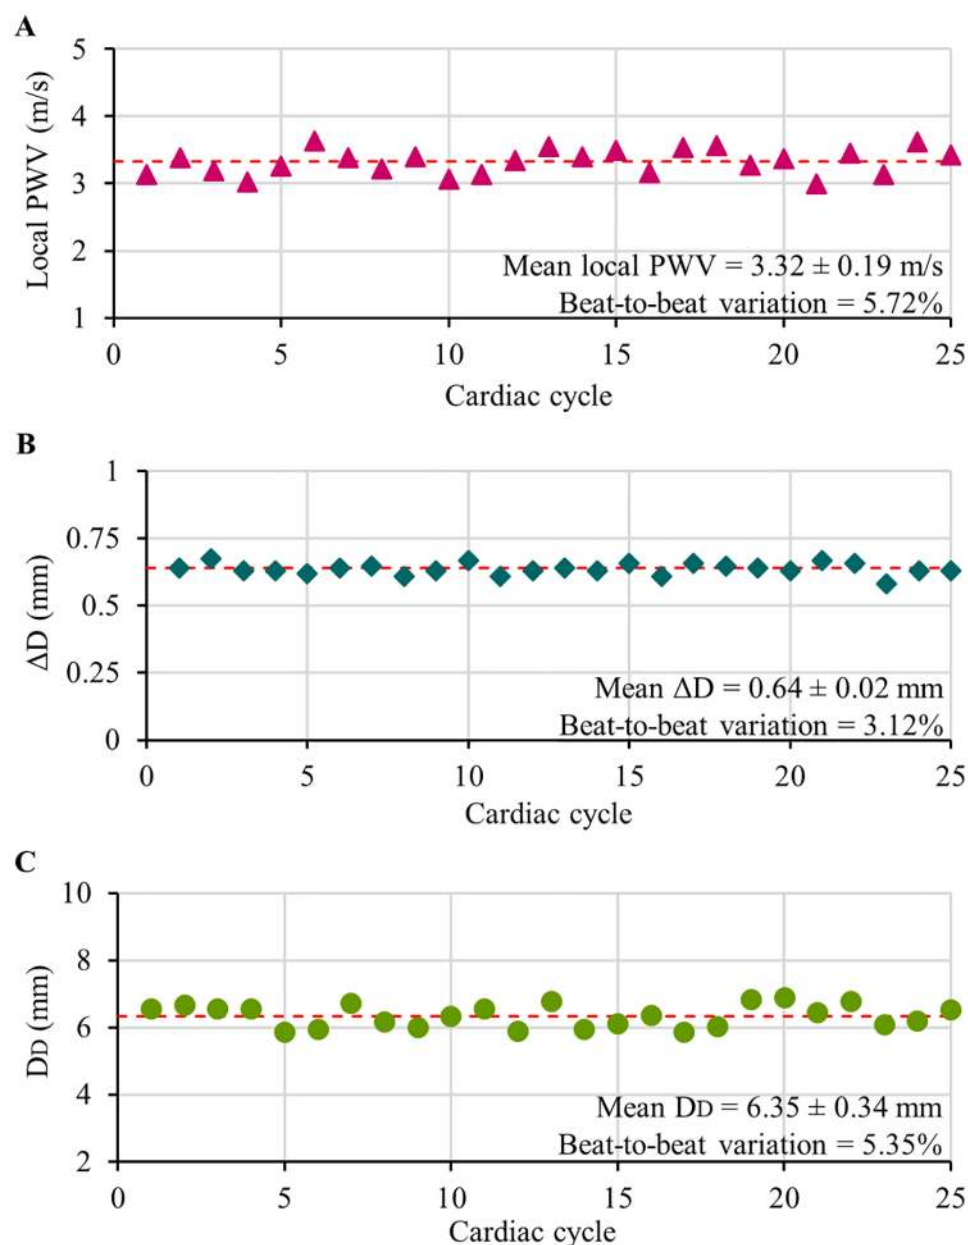 A
Local PWV (m/s)
5
4
3
2
1
Mean local PWV = 3.32 ± 0.19 m/s
Beat-to-beat variation = 5.72%
0 5 10 15 20 25
Cardiac cycle
B
ΔD (mm)
1
0.75
0.5
0.25
0
Mean ΔD = 0.64 ± 0.02 mm
Beat-to-beat variation = 3.12%
0 5 10 15 20 25
Cardiac cycle
C
DD (mm)
10
8
6
4
2
Mean DD = 6.35 ± 0.34 mm
Beat-to-beat variation = 5.35%
0 5 10 15 20 25
Cardiac cycle